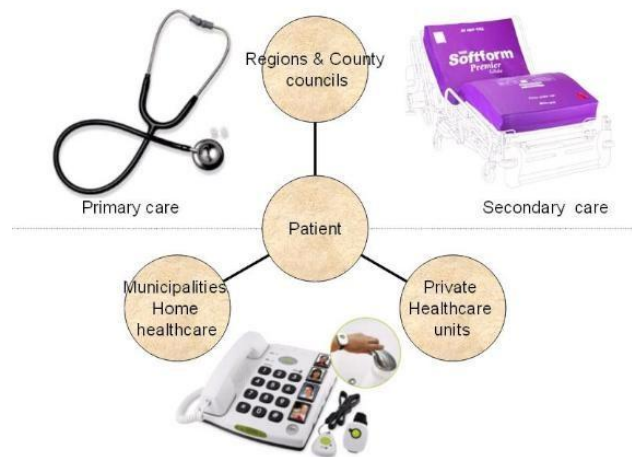 Regions & County
councils
Softform
Premier
Primary care
Secondary care
Patient
Municipalities
Home
healthcare
Private
Healthcare
units